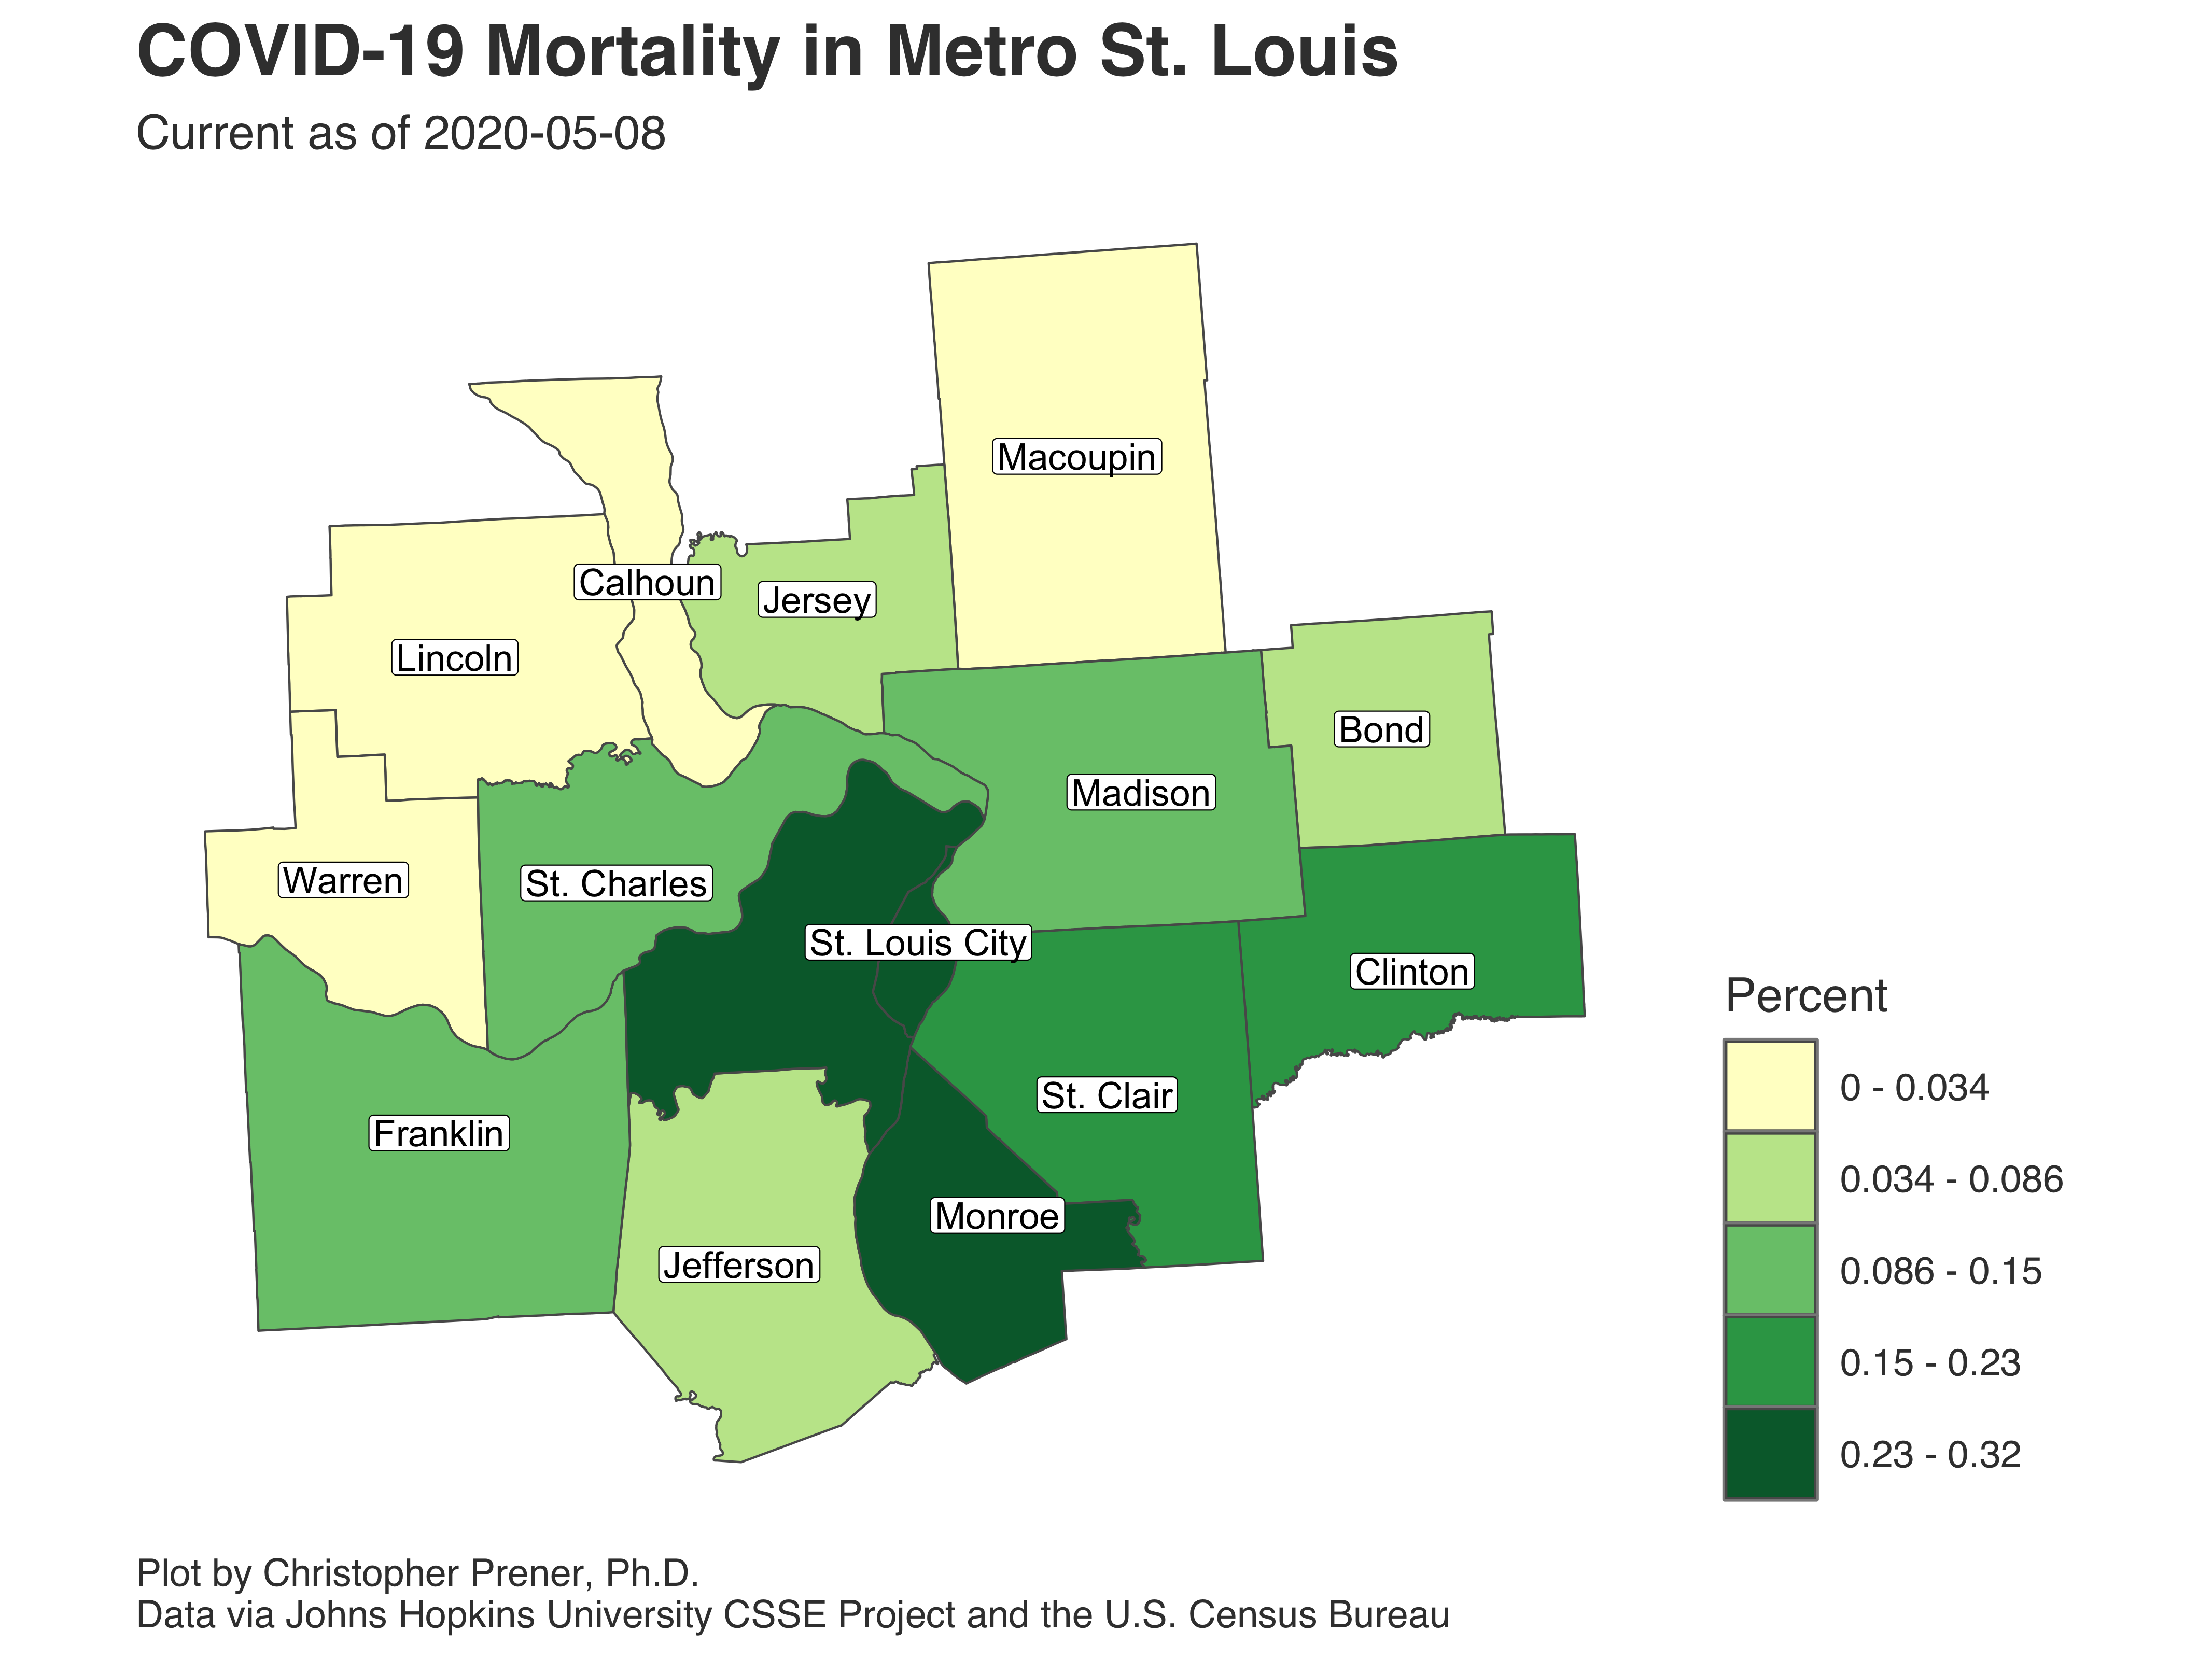 COVID-19 Mortality in Metro St. Louis
Current as of 2020-05-08
Macoupin
Calhoun
Jersey
Lincoln
Bond
Madison
Warren
St. Charles
St. Louis City
Clinton
St. Clair
Franklin
Monroe
Jefferson
Percent
0 - 0.034
0.034 - 0.086
0.086 - 0.15
0.15 - 0.23
0.23 - 0.32
Plot by Christopher Prener, Ph.D.
Data via Johns Hopkins University CSSE Project and the U.S. Census Bureau